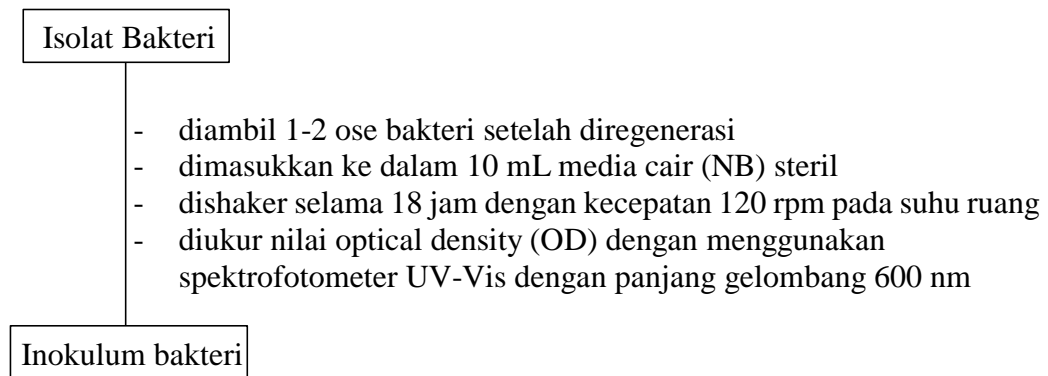 Isolat Bakteri
- diambil 1-2 ose bakteri setelah diregenerasi
- dimasukkan ke dalam 10 mL media cair (NB) steril
- dishaker selama 18 jam dengan kecepatan 120 rpm pada suhu ruang
- diukur nilai optical density (OD) dengan menggunakan
spektrofotometer UV-Vis dengan panjang gelombang 600 nm
Inokulum bakteri